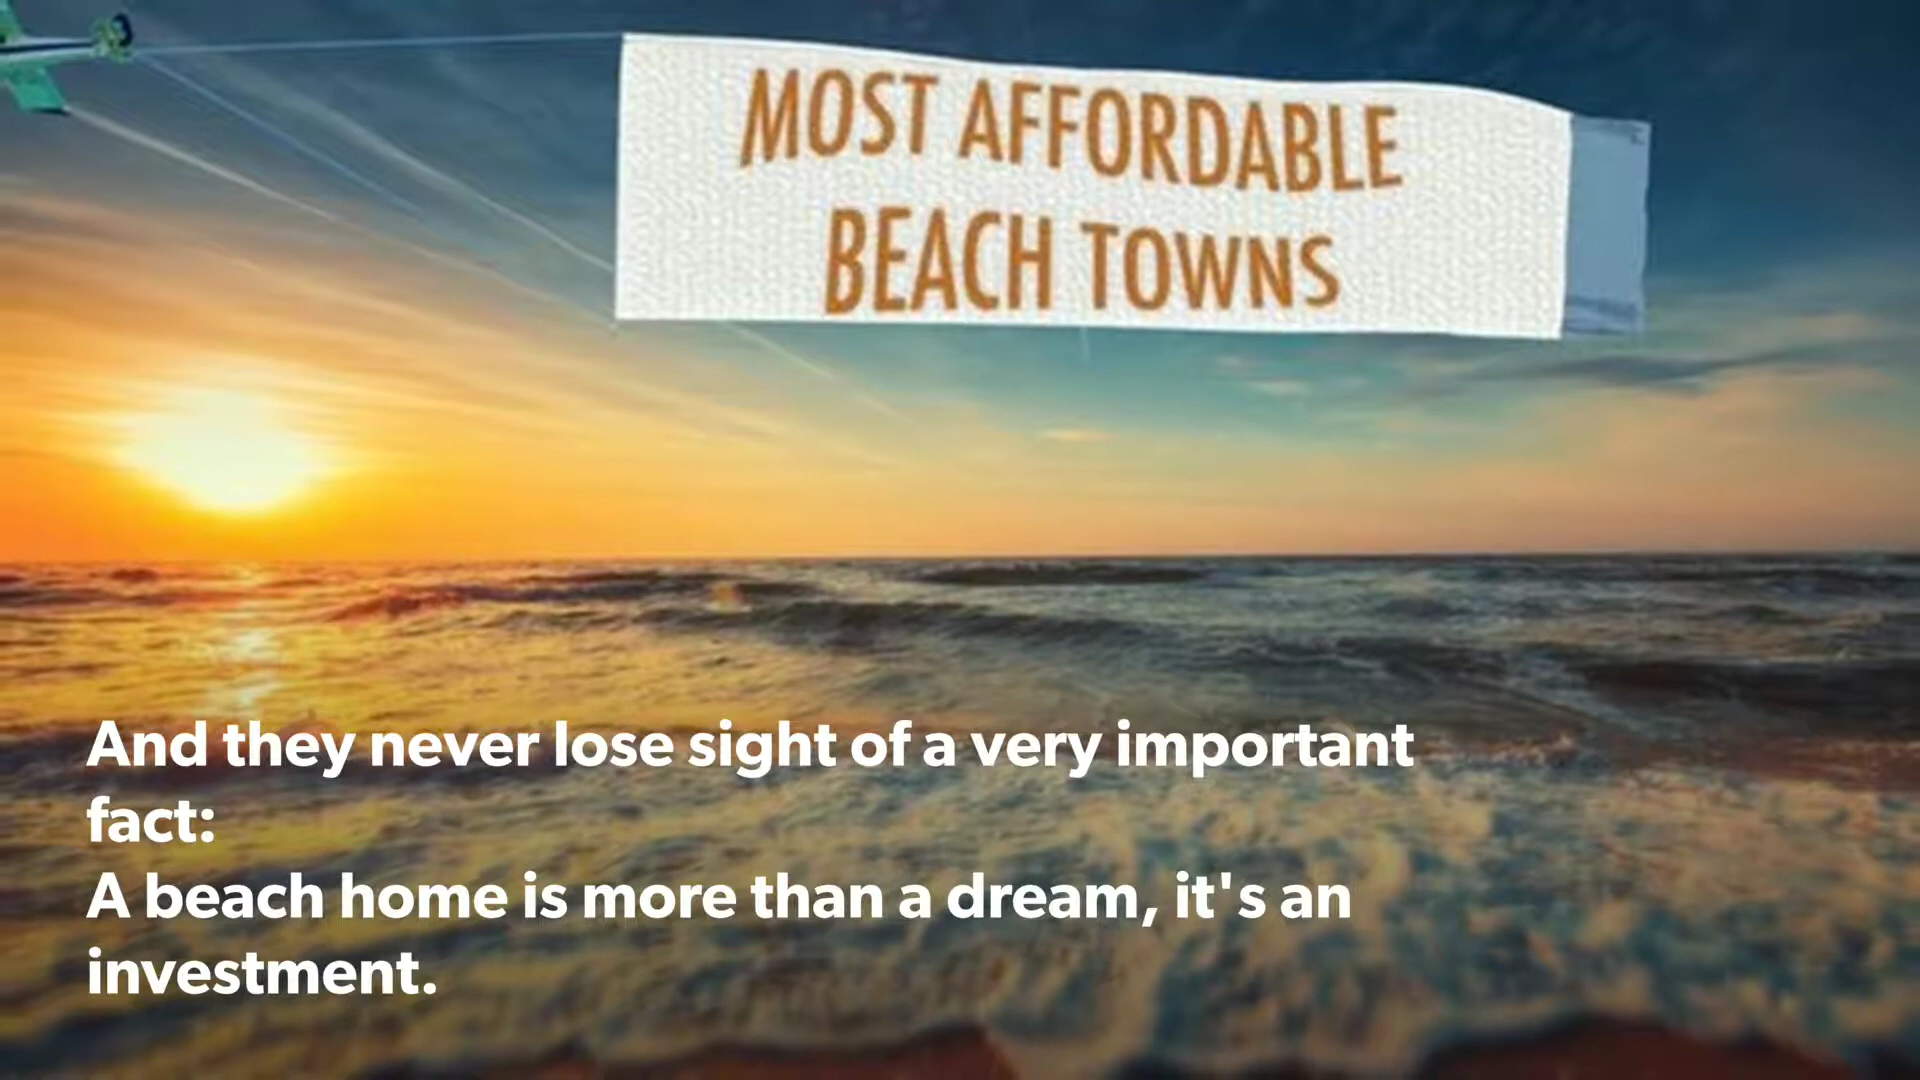 MOST AFFORDABLE
BEACH TOWNS
And they never lose sight of a very important
fact:
A beach home is more than a dream, it's an
investment.